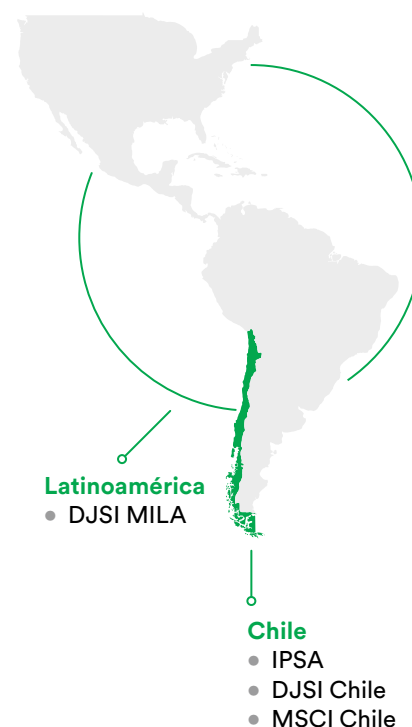 Latinoamérica
● DJSI MILA
Chile
● IPSA
● DJSI Chile
● MSCI Chile